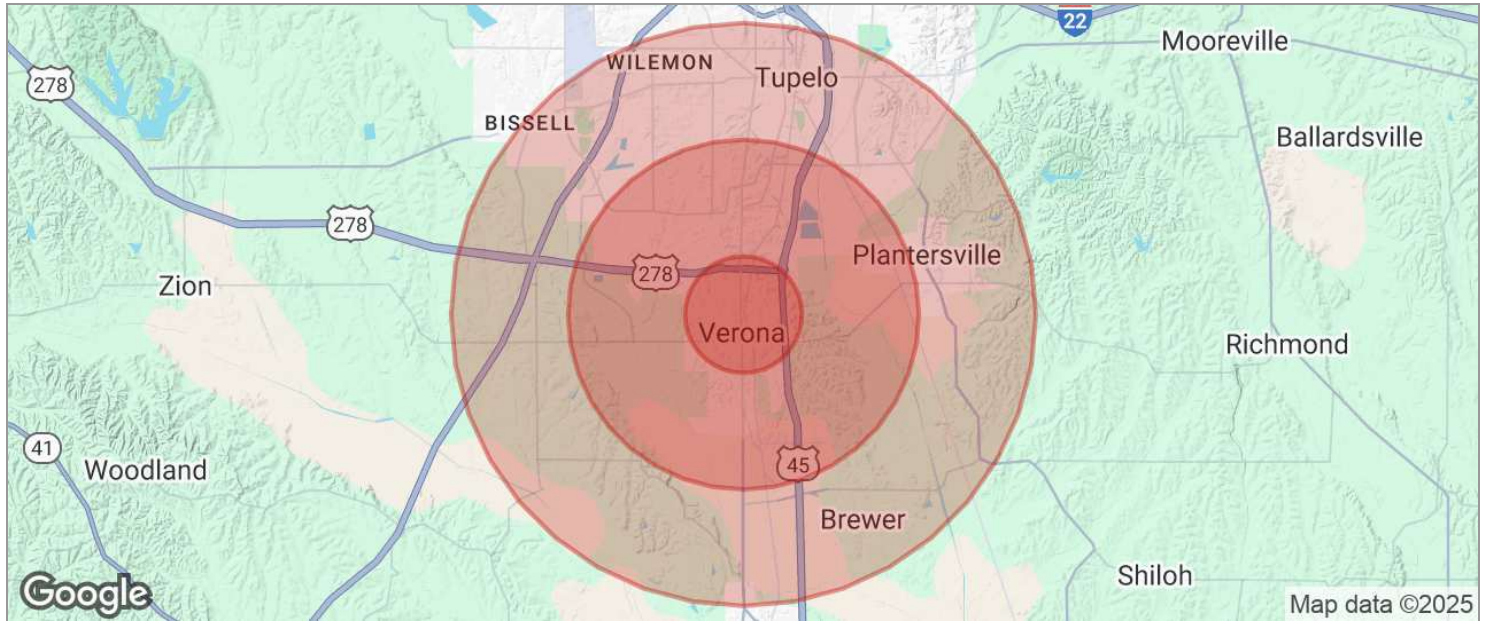 22
Mooreville
WILEMON
Tupelo
278
BISSELL
Ballardsville
278
Plantersville
278
Zion
Verona
Richmond
41
Woodland
45
Brewer
Shiloh
Google
Map data ©2025